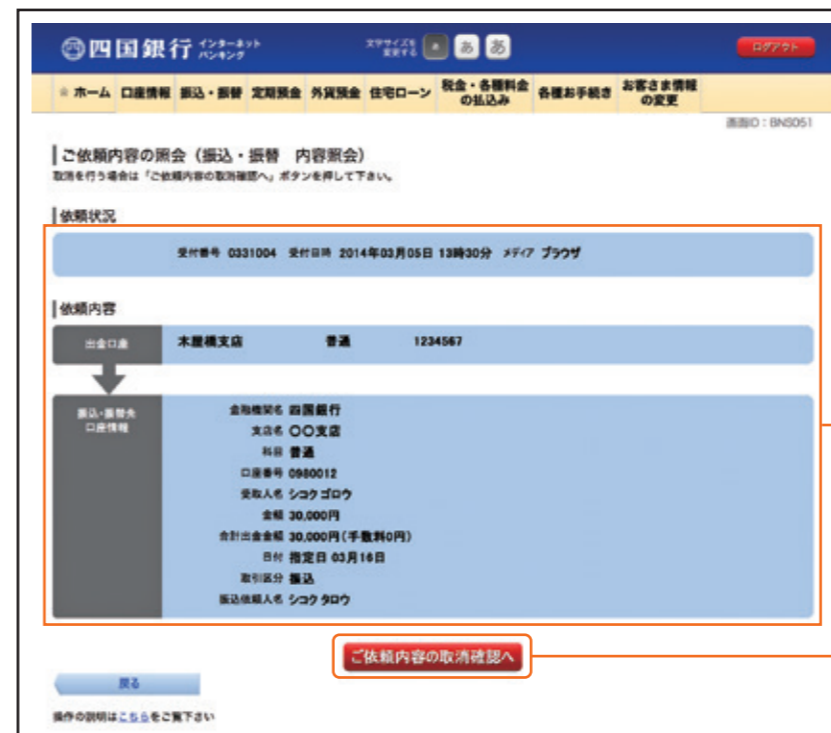 四国銀行 インターネット バンキング
文字サイズを 変更する あ あ あ
ログアウト
ホーム 口座情報 振込・振替 定期預金 外貨預金 住宅ローン 税金・各種料金の払込み 各種お手続き お客さま情報の変更
画面ID：BNS051
ご依頼内容の照会（振込・振替 内容照会）
取消を行う場合は「ご依頼内容の取消確認へ」ボタンを押して下さい。
依頼状況
受付番号 0331004 受付日時 2014年03月05日 13時30分 メディア ブラウザ
依頼内容
出金口座 木屋橋支店 普通 1234567
振込・振替先
口座情報
金融機関名 四国銀行
支店名 〇〇支店
科目 普通
口座番号 0980012
受取人名 シコク ゴロウ
金額 30,000円
合計出金金額 30,000円（手数料0円）
日付 指定日 03月16日
取引区分 振込
振込依頼人名 シコク タロウ
ご依頼内容の取消確認へ
戻る
操作の説明はこちらをご覧下さい